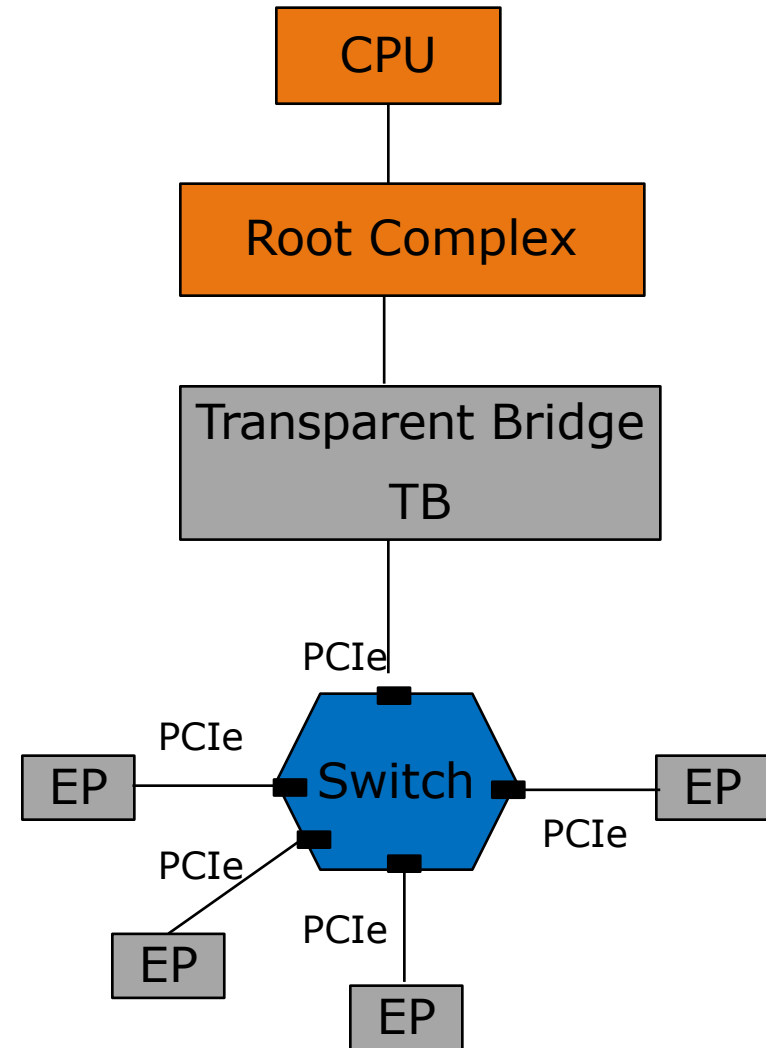 CPU
Root Complex
Transparent Bridge
TB
PCIe
PCIe
EP
Switch
EP
PCIe
PCIe
PCIe
EP
EP